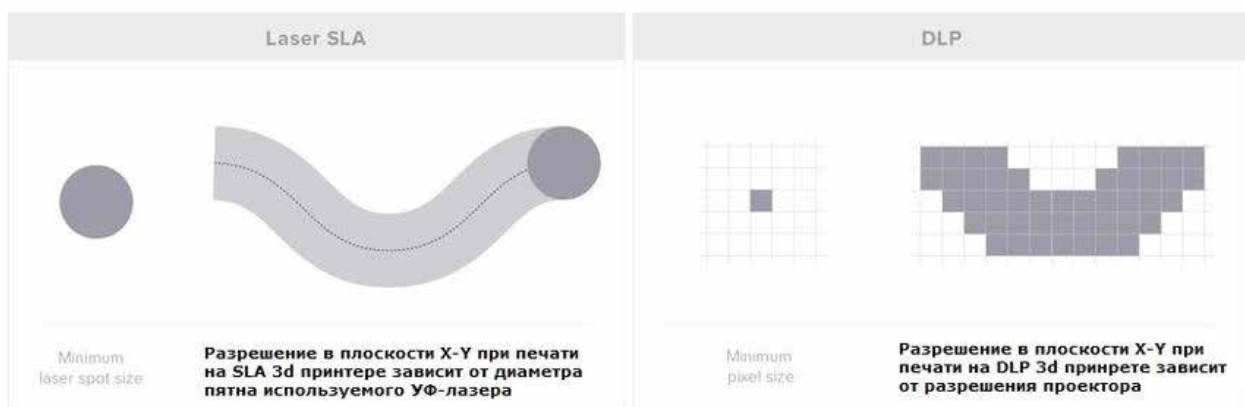 Laser SLA
DLP
Minimum
laser spot size
Разрешение в плоскости X-Y при печати
на SLA 3d принтере зависит от диаметра
пятна используемого УФ-лазера
Minimum
pixel size
Разрешение в плоскости X-Y при
печати на DLP 3d принрете зависит
от разрешения проектора